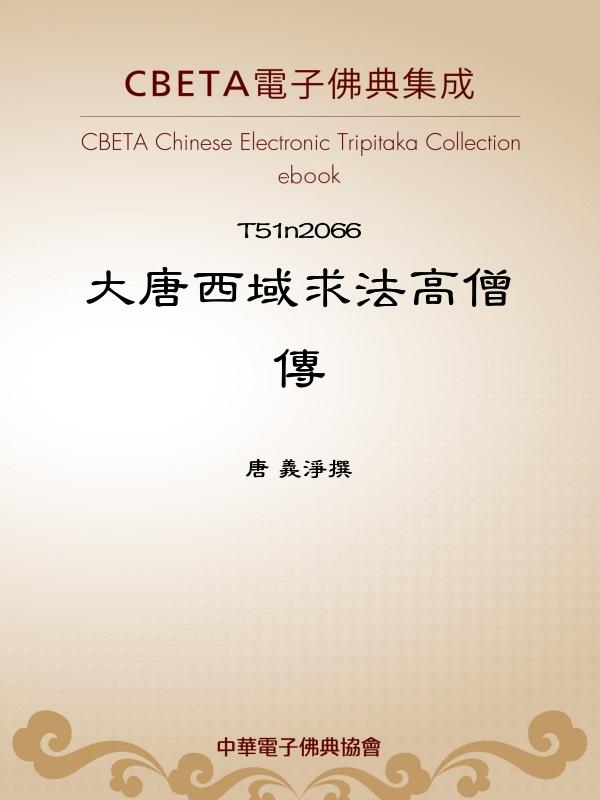 CBETA電子佛典集成
CBETA Chinese Electronic Tripitaka Collection
ebook
T51n2066
大唐西域求法高僧
傳
唐 義淨撰
中華電子佛典協會